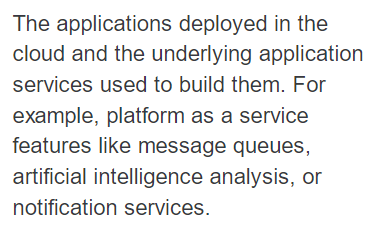 The applications deployed in the
cloud and the underlying application
services used to build them. For
example, platform as a service
features like message queues,
artificial intelligence analysis, or
notification services.